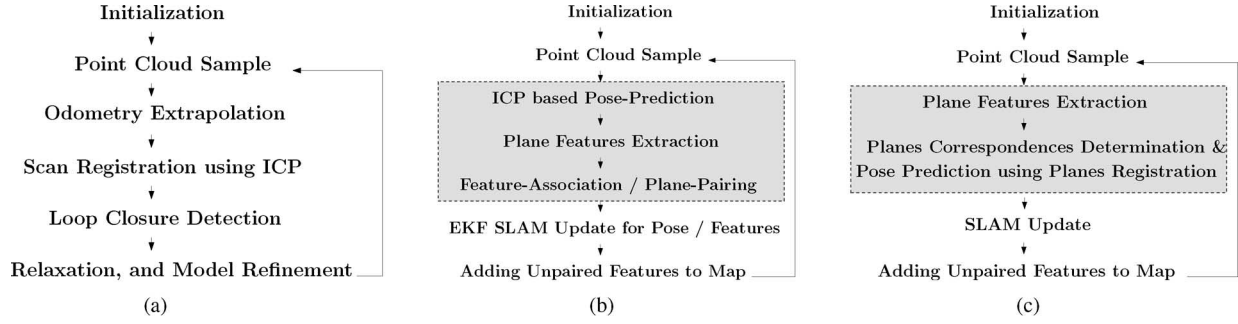 Initialization
Point Cloud Sample
Odometry Extrapolation
Scan Registration using ICP
Loop Closure Detection
Relaxation, and Model Refinement
(a)
Initialization
Point Cloud Sample
ICP based Pose-Prediction
Plane Features Extraction
Feature-Association / Plane-Pairing
EKF SLAM Update for Pose / Features
Adding Unpaired Features to Map
(b)
Initialization
Point Cloud Sample
Plane Features Extraction
Planes Correspondences Determination &
Pose Prediction using Planes Registration
SLAM Update
Adding Unpaired Features to Map
(c)